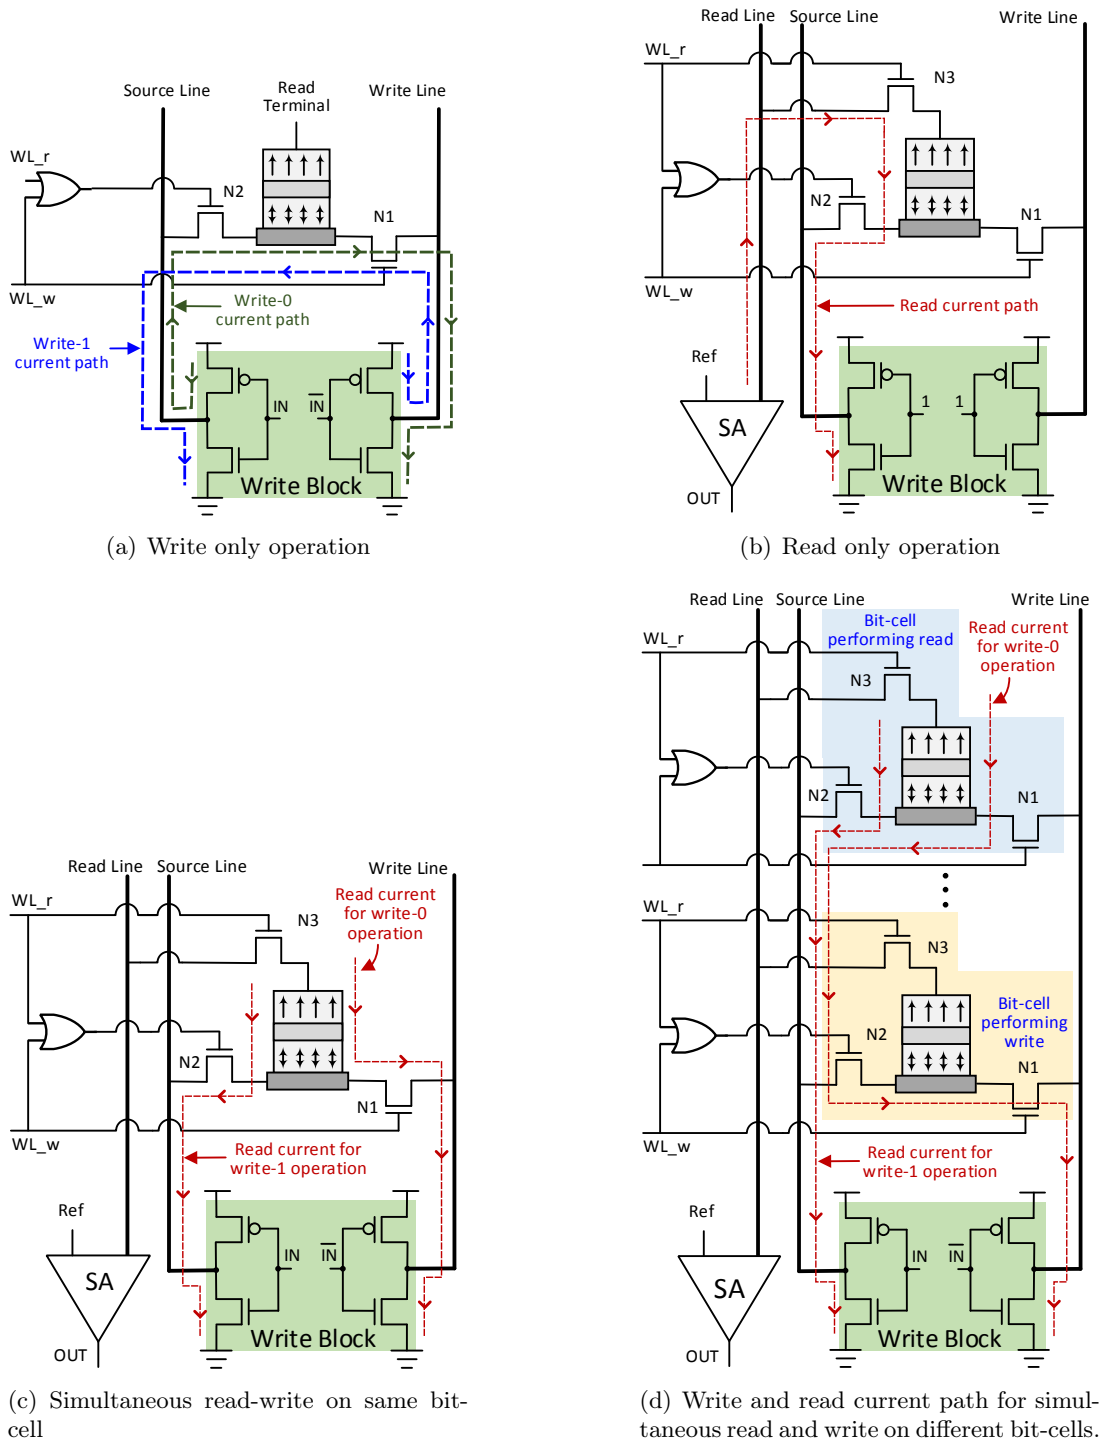 Source Line
Read
Terminal
Write Line
WL_r
N2
N1
WL_w
Write-0
current path
Write-1
current path
IN
IN
Write Block
(a) Write only operation
Read Line
Source Line
Write Line
WL_r
N3
N2
N1
WL_w
Read current path
Ref
1
1
SA
Write Block
OUT
(b) Read only operation
Read Line
Source Line
Write Line
WL_r
Read current
for write-0
operation
N3
N2
N1
WL_w
Read current for
write-1 operation
Ref
IN
IN
SA
Write Block
OUT
(c) Simultaneous read-write on same bit-
cell
Read Line
Source Line
Write Line
Bit-cell
performing read
Read current
for write-0
operation
WL_r
N3
N2
N1
WL_r
N3
Bit-cell
performing
write
N2
N1
WL_w
Read current for
write-1 operation
Ref
IN
IN
SA
Write Block
OUT
(d) Write and read current path for simul-
taneous read and write on different bit-cells.